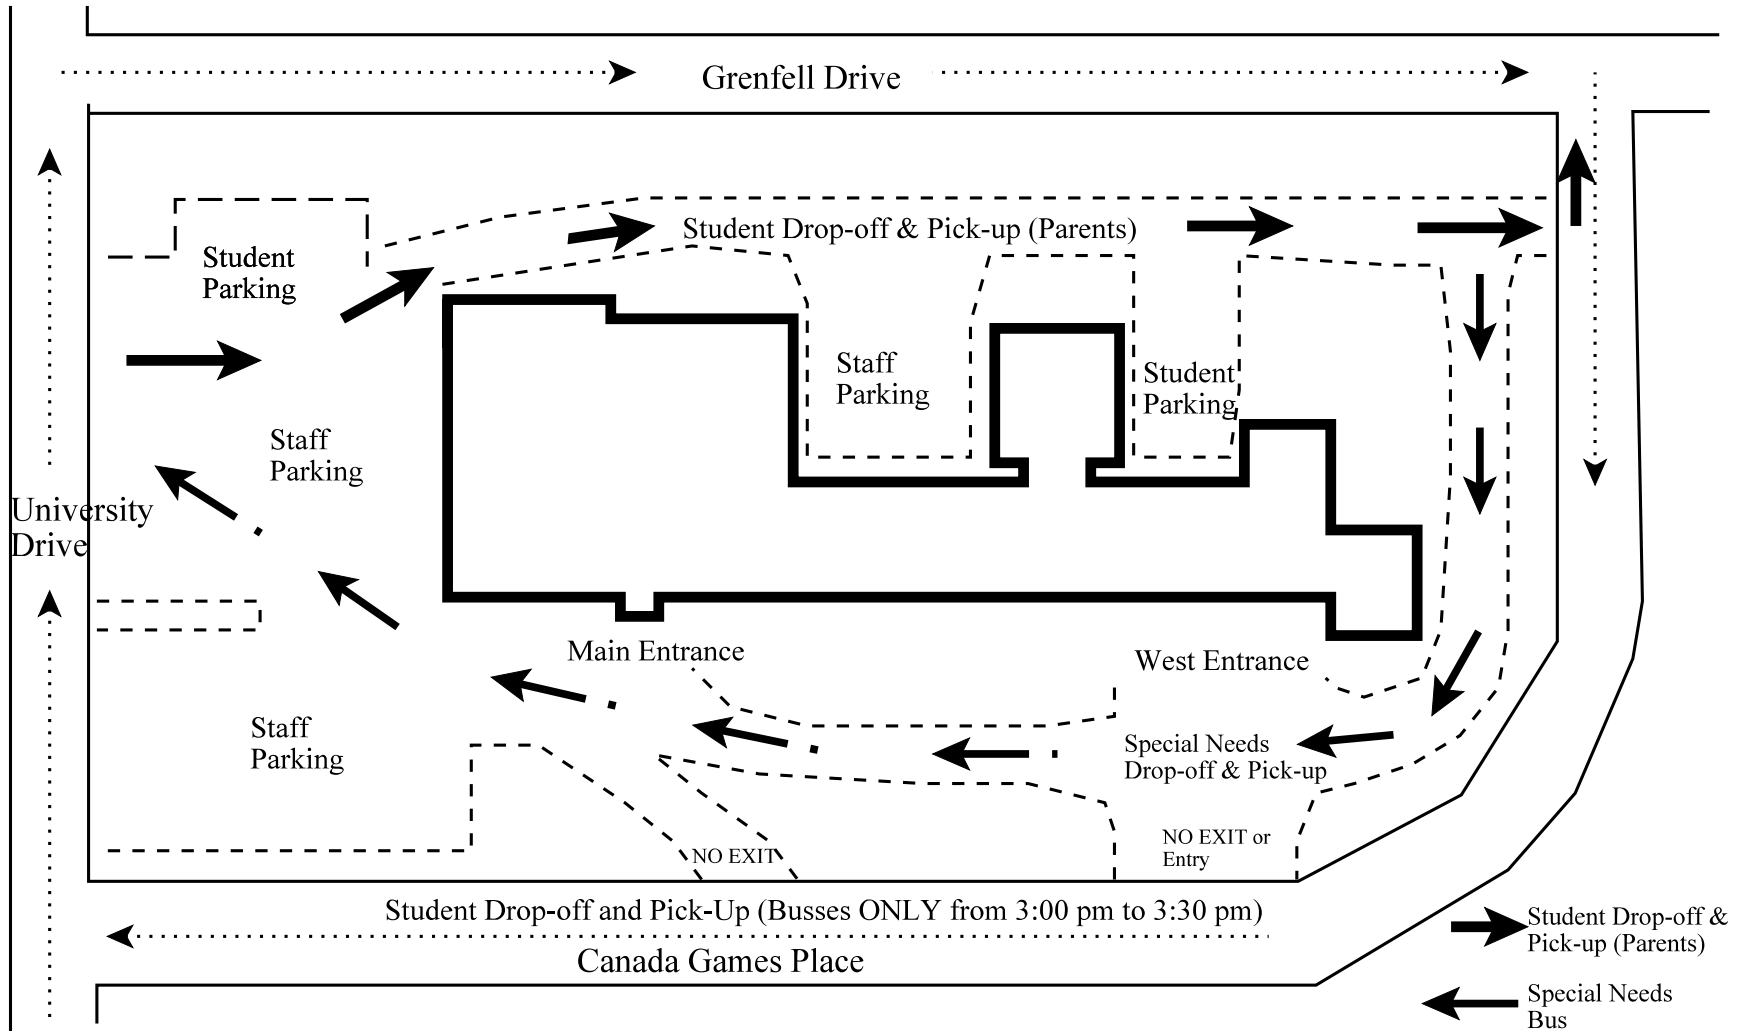 Grenfell Drive
Student Drop-off & Pick-up (Parents)
Student
Parking
Staff
Parking
Student
Parking
Staff
Parking
University
Drive
Main Entrance
West Entrance
Staff
Parking
Special Needs
Drop-off & Pick-up
NO EXIT
NO EXIT or
Entry
Student Drop-off and Pick-Up (Busses ONLY from 3:00 pm to 3:30 pm)
Canada Games Place
Student Drop-off &
Pick-up (Parents)
Special Needs
Bus